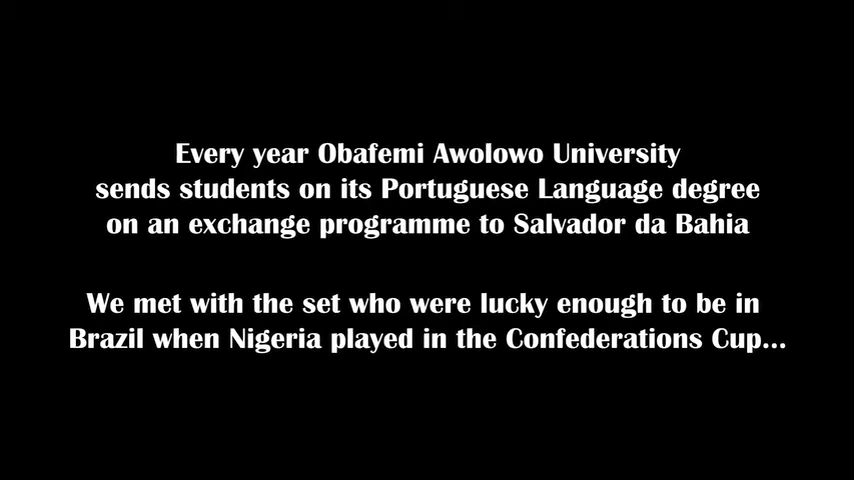 Every year Obafemi Awolowo University
sends students on its Portuguese Language degree
on an exchange programme to Salvador da Bahia
We met with the set who were lucky enough to be in
Brazil when Nigeria played in the Confederations Cup...